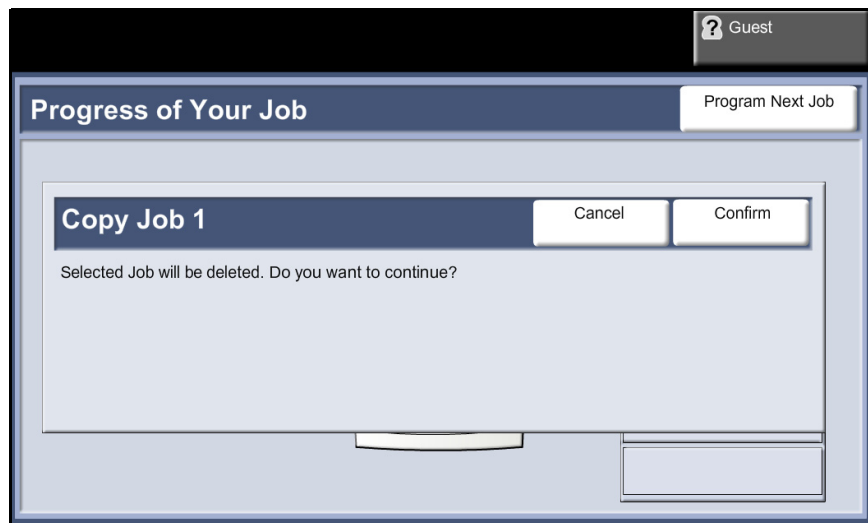 Guest
Progress of Your Job
Program Next Job
Copy Job 1
Cancel
Confirm
Selected Job will be deleted. Do you want to continue?